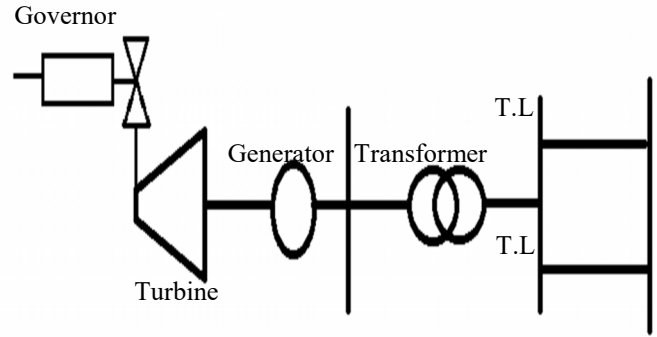 Governor
T.L
Generator
Transformer
T.L
Turbine